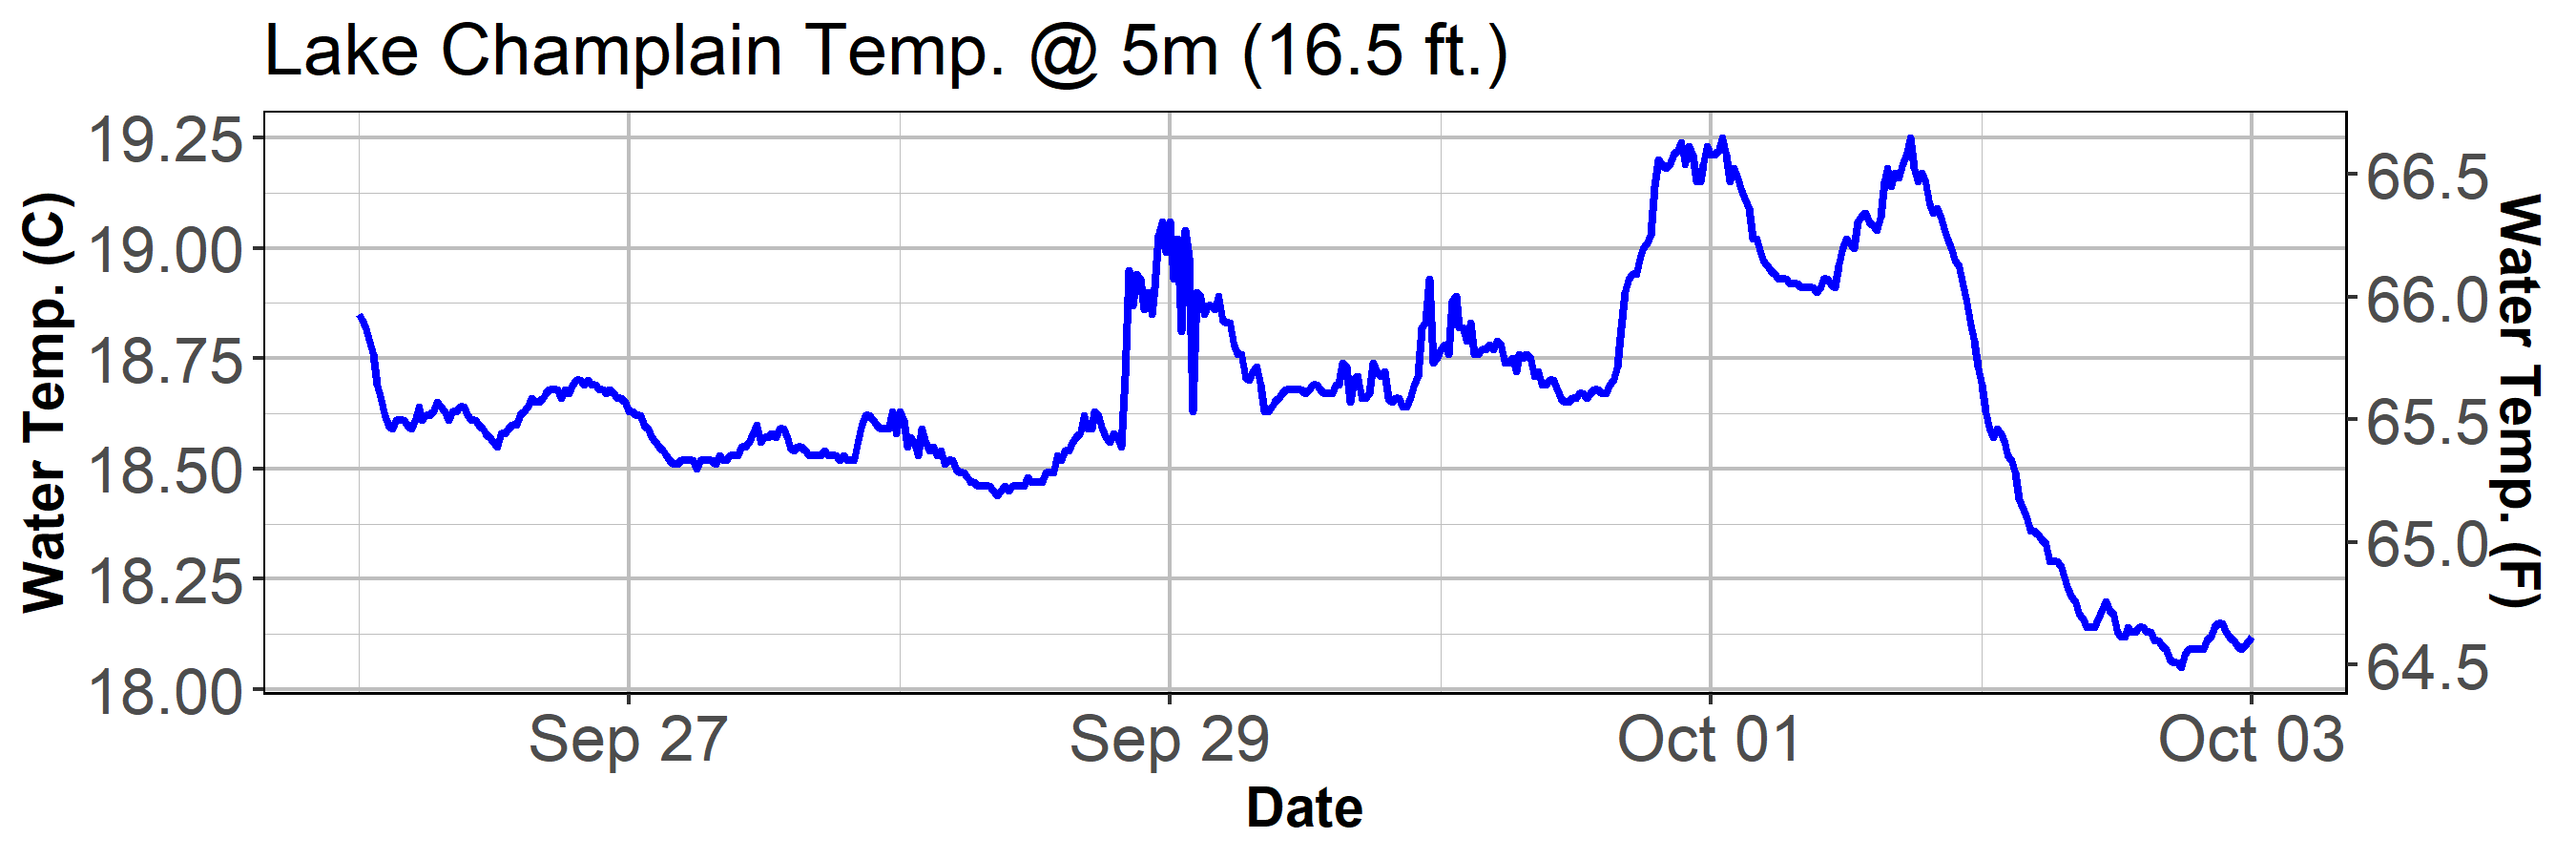 Lake Champlain Temp. @ 5m (16.5 ft.)
Water Temp. (C)
19.25
19.00
18.75
18.50
18.25
18.00
66.5
66.0
65.5
65.0
64.5
Water Temp. (F)
Sep 27 Sep 29 Oct 01 Oct 03
Date